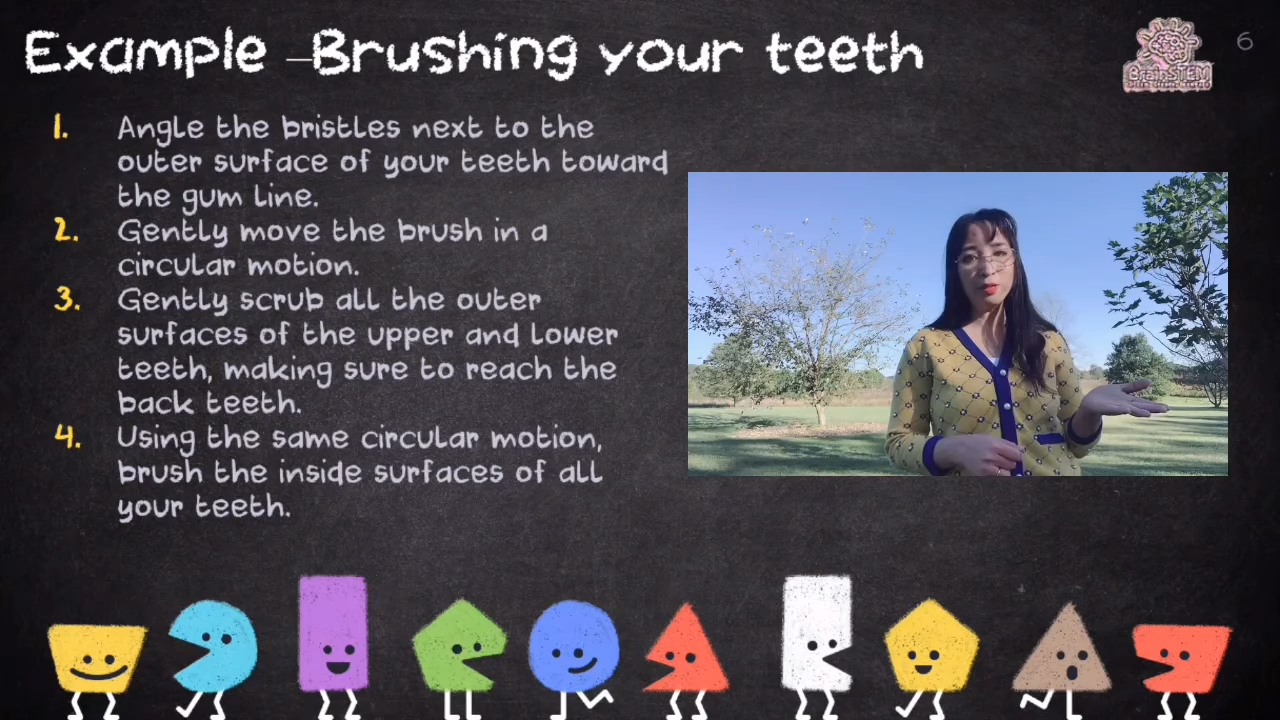 Example –Brushing your teeth
BrainSTEM
6
1. Angle the bristles next to the
outer surface of your teeth toward
the gum line.
2. Gently move the brush in a
circular motion.
3. Gently scrub all the outer
surfaces of the upper and lower
teeth, making sure to reach the
back teeth.
4. Using the same circular motion,
brush the inside surfaces of all
your teeth.